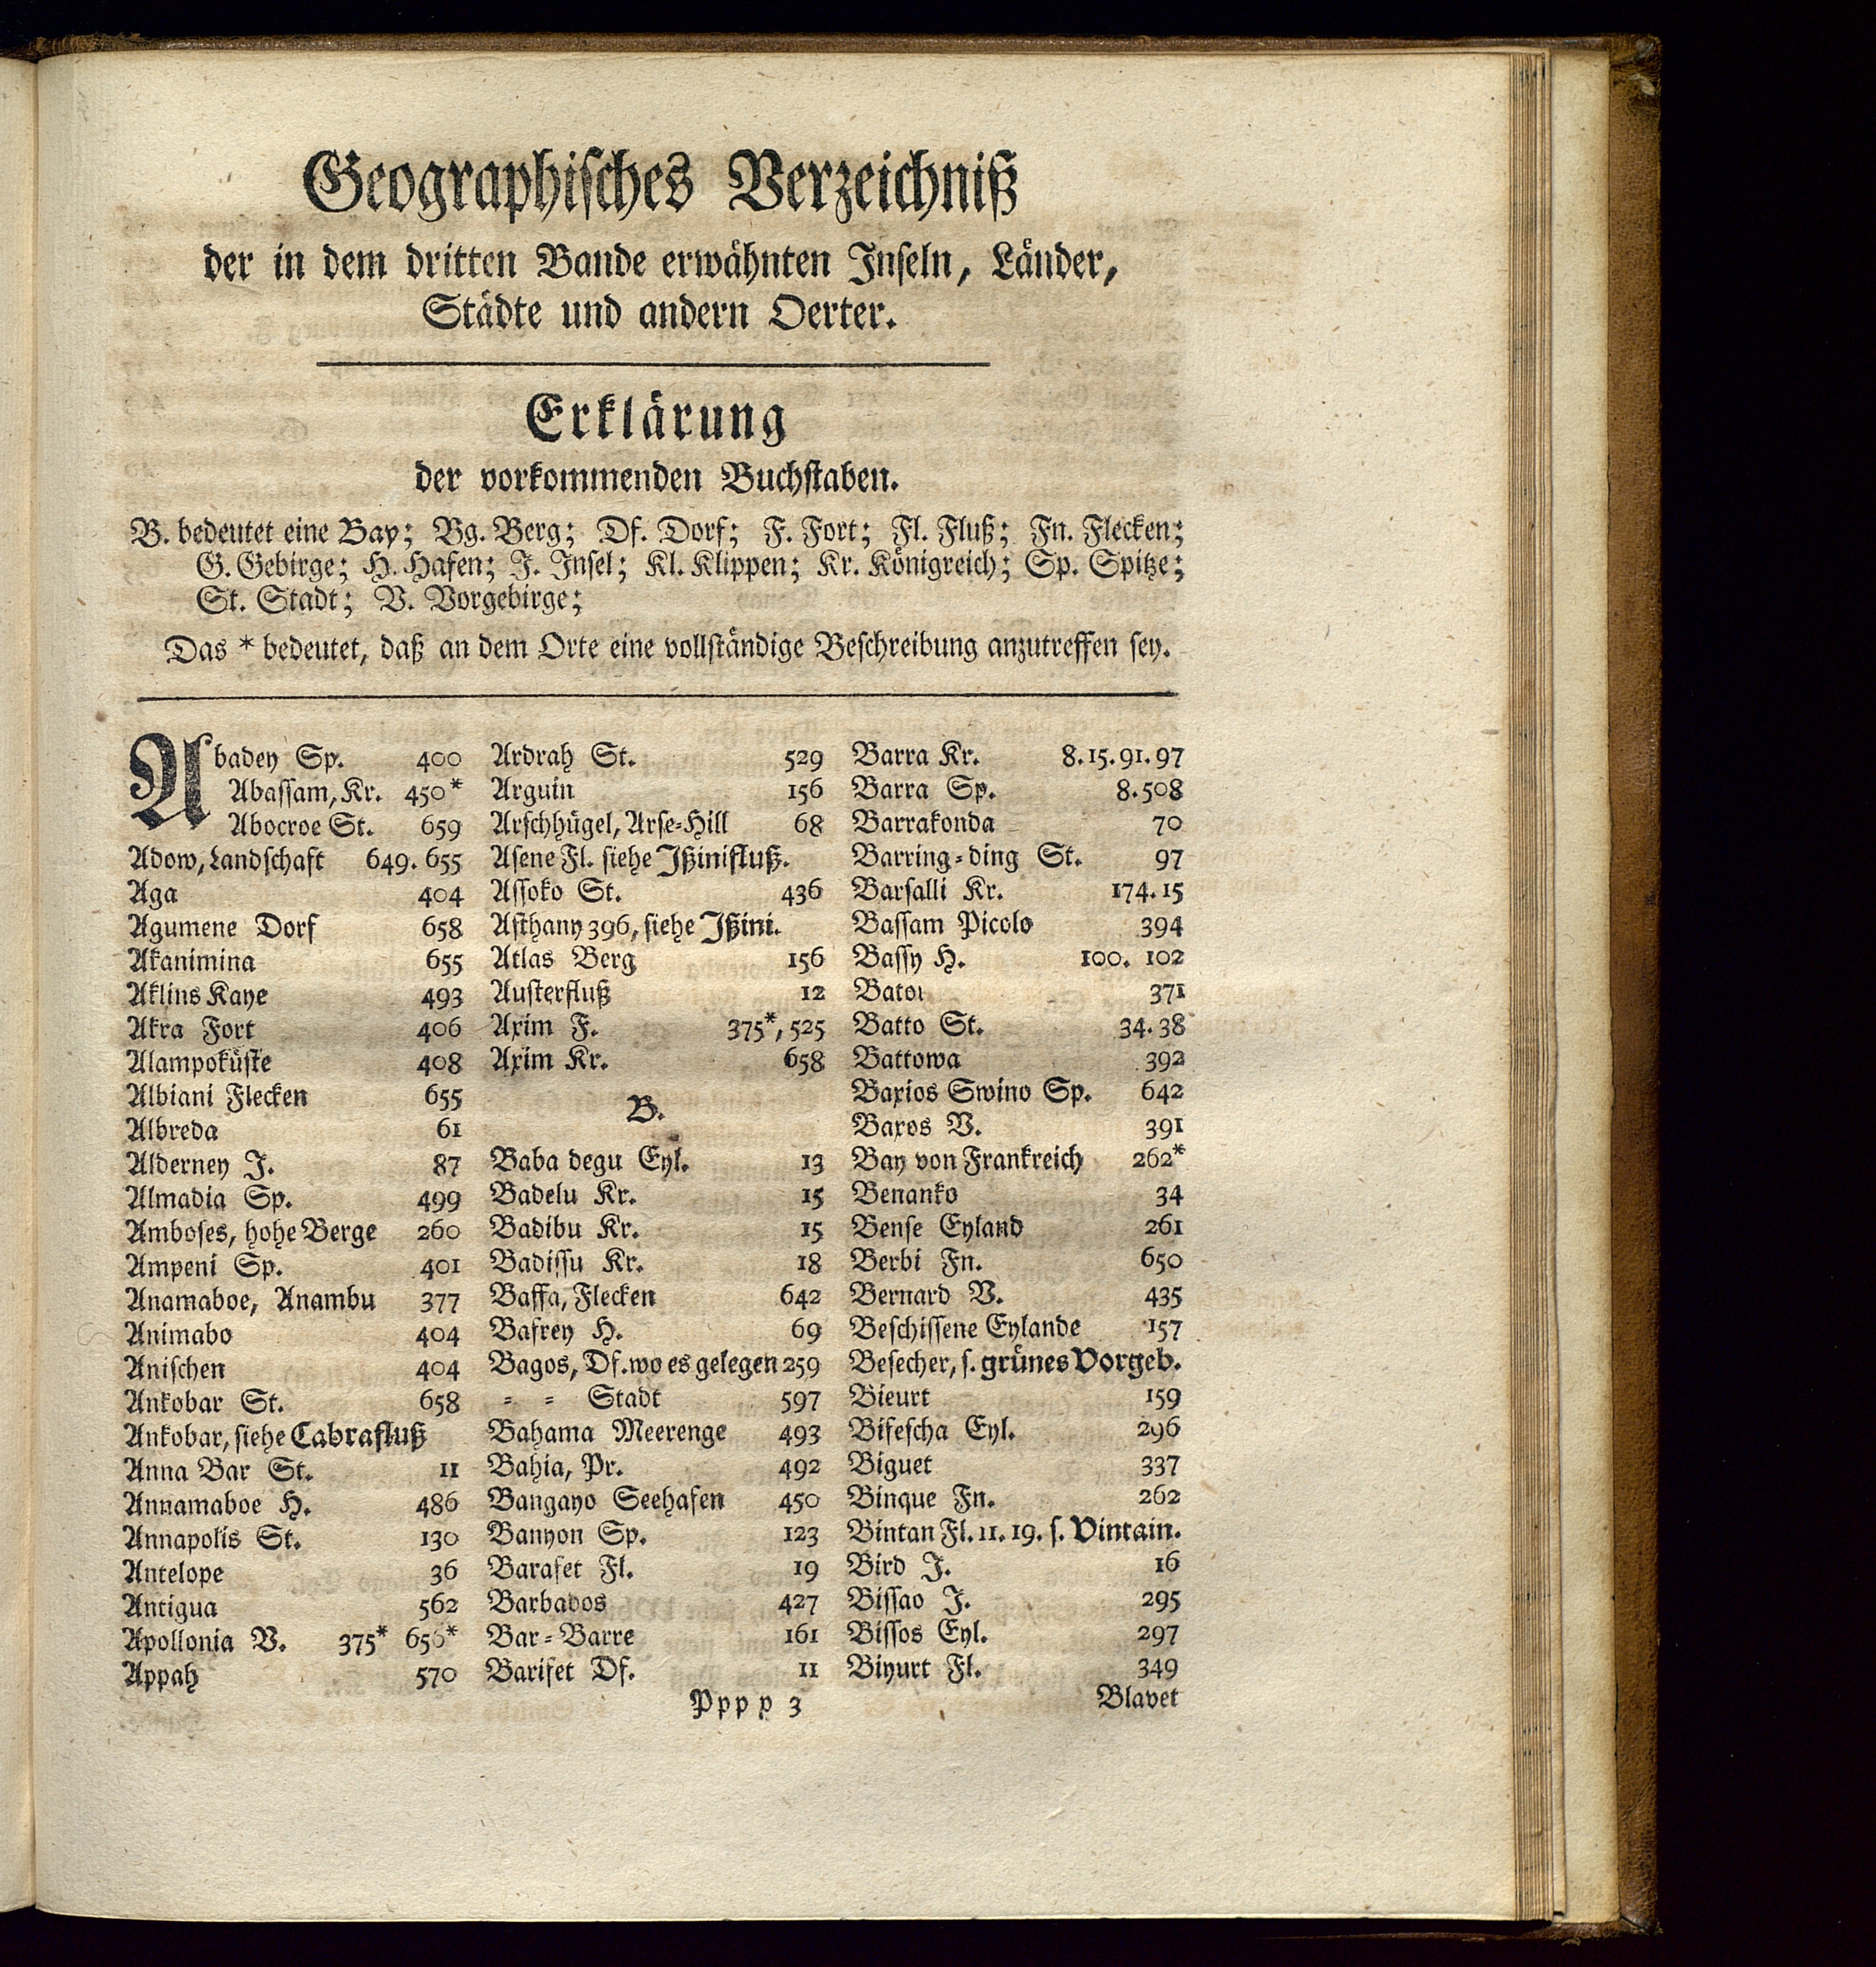 Geographisches Verzeichniß
der in dem dritten Bande erwähnten Inseln, Länder,
Städte und andern Oerter.
Erklärung
der vorkommenden Buchstaben.
B. bedeutet eine Bay; Bg. Berg; Df. Dorf; F. Fort; Fl. Fluß; Fn. Flecken;
G. Gebirge; H. Hafen; J. Insel; Kl. Klippen; Kr. Königreich; Sp. Spitze;
St. Stadt; V. Vorgebirge;
Das * bedeutet, daß an dem Orte eine vollständige Beschreibung anzutreffen sey.
Abadey Sp. 400
Abassam, Kr. 450*
Abocroe St. 659
Adow, Landschaft 649. 655
Aga 404
Agumene Dorf 658
Akanimina 655
Aklins Kaye 493
Akra Fort 406
Alampoküste 408
Albiani Flecken 655
Albreda 61
Alderney J. 87
Almadia Sp. 499
Amboses, hohe Berge 260
Ampeni Sp. 401
Anamaboe, Anambu 377
Animabo 404
Anischen 404
Ankobar St. 658
Ankobar, siehe Cabrafluß
Anna Bar St. 11
Annamaboe H. 486
Annapolis St. 130
Antelope 36
Antigua 562
Apollonia V. 375* 656*
Appah 570
Ardrah St. 529
Arguin 156
Arschhügel, Arse-Hill 68
Asene Fl. siehe Ißinifluß.
Assoko St. 436
Asthany 396, siehe Ißini.
Atlas Berg 156
Austerfluß 12
Axim F. 375*, 525
Axim Kr. 658
B.
Baba degu Eyl. 13
Badelu Kr. 15
Badibu Kr. 15
Badissu Kr. 18
Baffa, Flecken 642
Bafrey H. 69
Bagos, Df. wo es gelegen 259
= = Stadt 597
Bahama Meerenge 493
Bahia, Pr. 492
Bangayo Seehafen 450
Banyon Sp. 123
Barafet Fl. 19
Barbados 427
Bar-Barre 161
Barifet Df. 11
Barra Kr. 8. 15. 91. 97
Barra Sp. 8. 508
Barrakonda 70
Barring-ding St. 97
Barsalli Kr. 174. 15
Bassam Picolo 394
Bassy H. 100. 102
371
Batto St. 34. 38
Battowa 392
Baxios Swino Sp. 642
Baxos V. 391
Bay von Frankreich 262*
Benanko 34
Bense Eyland 261
Berbi Fn. 650
Bernard V. 435
Beschissene Eylande 157
Besecher, s. grünes Vorgeb.
Bieurt 159
Bifescha Eyl. 296
Biguet 337
Binque Fn. 262
Bintan Fl. 11. 19. s. Vintain.
Bird J. 16
Bissao J. 295
Bissos Eyl. 297
Biyurt Fl. 349
Pppp 3
Blavet